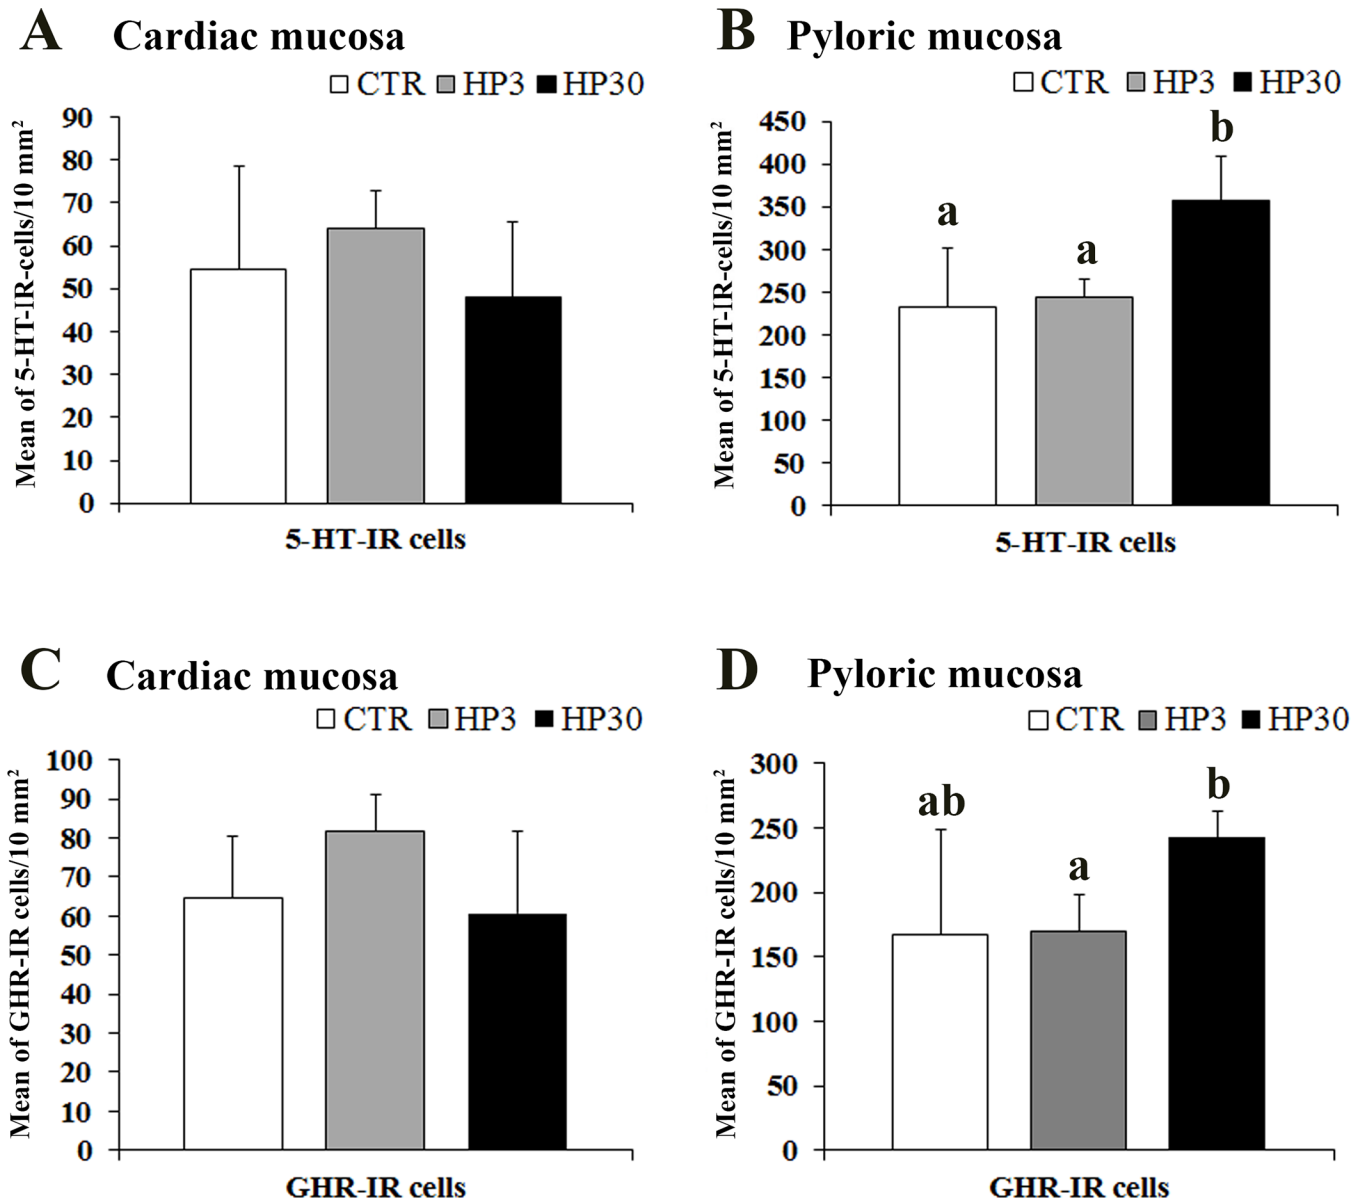 A Cardiac mucosa
CTR HP3 HP30
Mean of 5-HT-IR-cells/10 mm²
90
80
70
60
50
40
30
20
10
0
5-HT-IR cells
B Pyloric mucosa
CTR HP3 HP30
Mean of 5-HT-IR-cells/10 mm²
450
400
350
300
250
200
150
100
50
0
a
a
b
5-HT-IR cells
C Cardiac mucosa
CTR HP3 HP30
Mean of GHR-IR cells/10 mm²
100
90
80
70
60
50
40
30
20
10
0
GHR-IR cells
D Pyloric mucosa
CTR HP3 HP30
Mean of GHR-IR cells/10 mm²
300
250
200
150
100
50
0
ab
a
b
GHR-IR cells